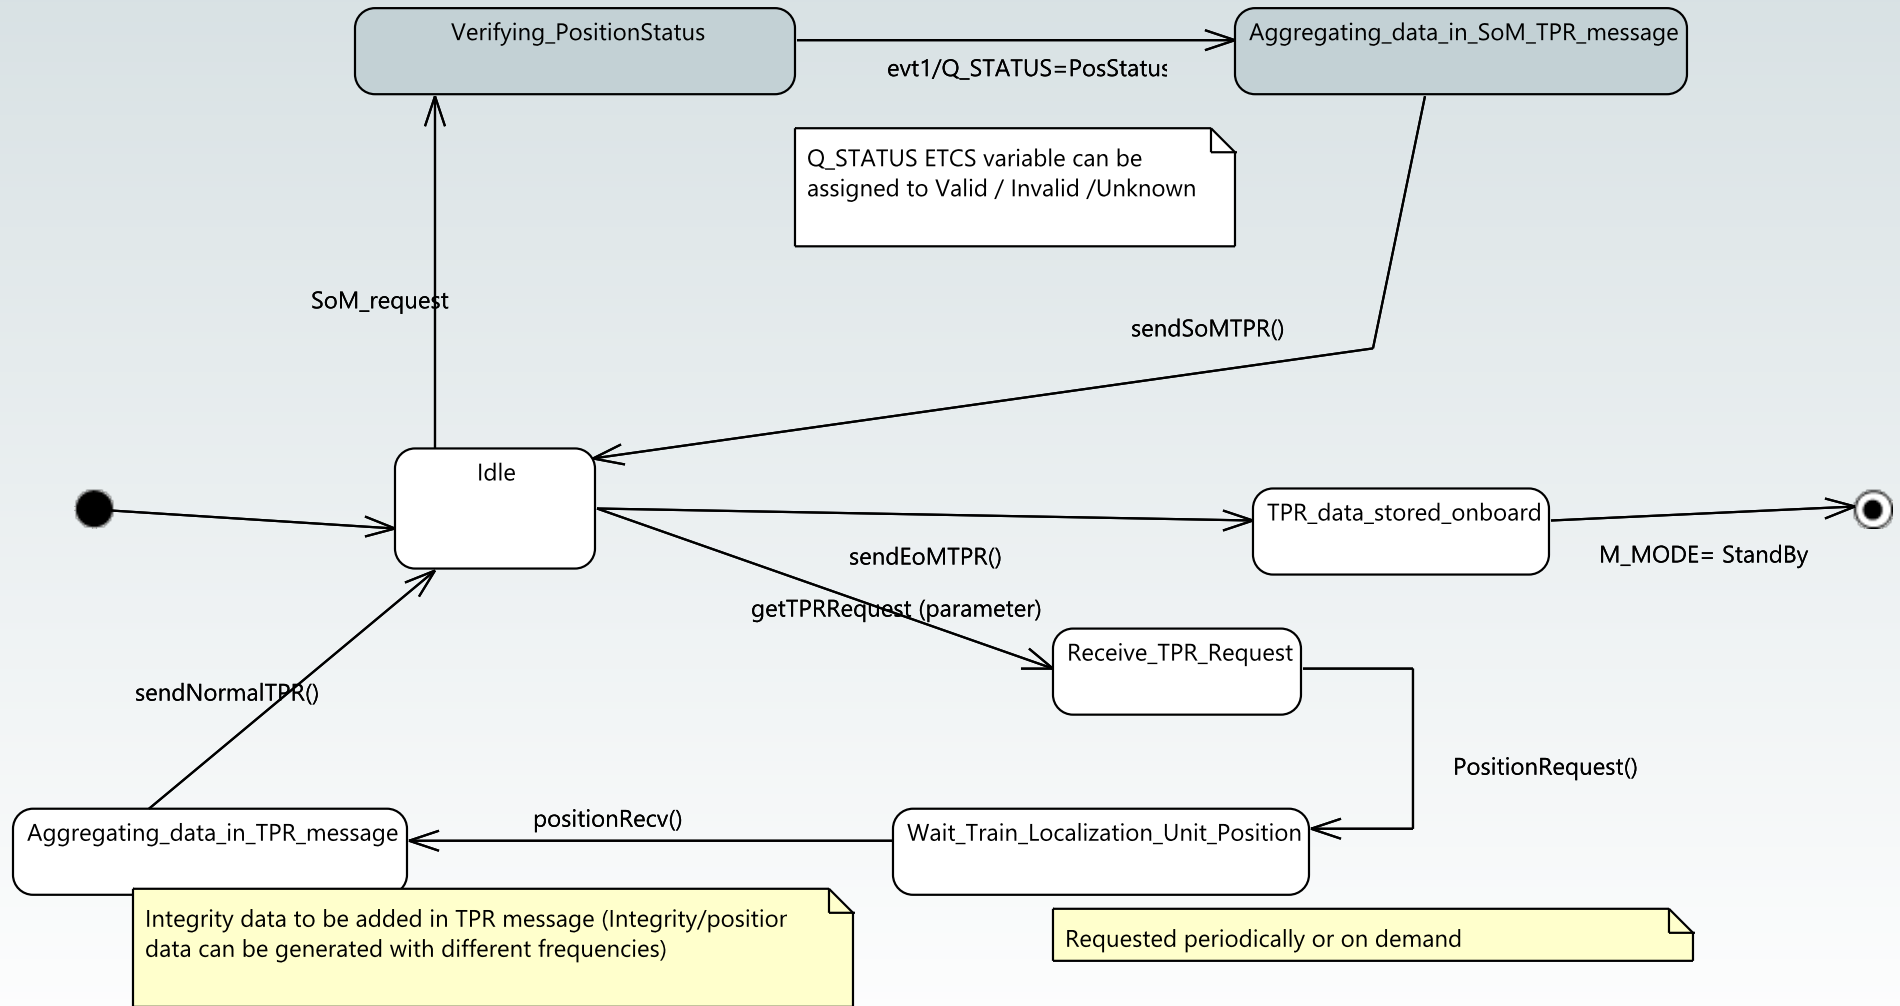 Verifying_PositionStatus
Aggregating_data_in_SoM_TPR_message
evt1/Q_STATUS=PosStatus
Q_STATUS ETCS variable can be
assigned to Valid / Invalid /Unknown
SoM_request
sendSoMTPR()
Idle
TPR_data_stored_onboard
M_MODE= StandBy
sendEoMTPR()
getTPRRequest (parameter)
Receive_TPR_Request
sendNormalTPR()
PositionRequest()
positionRecv()
Aggregating_data_in_TPR_message
Wait_Train_Localization_Unit_Position
Integrity data to be added in TPR message (Integrity/position
data can be generated with different frequencies)
Requested periodically or on demand